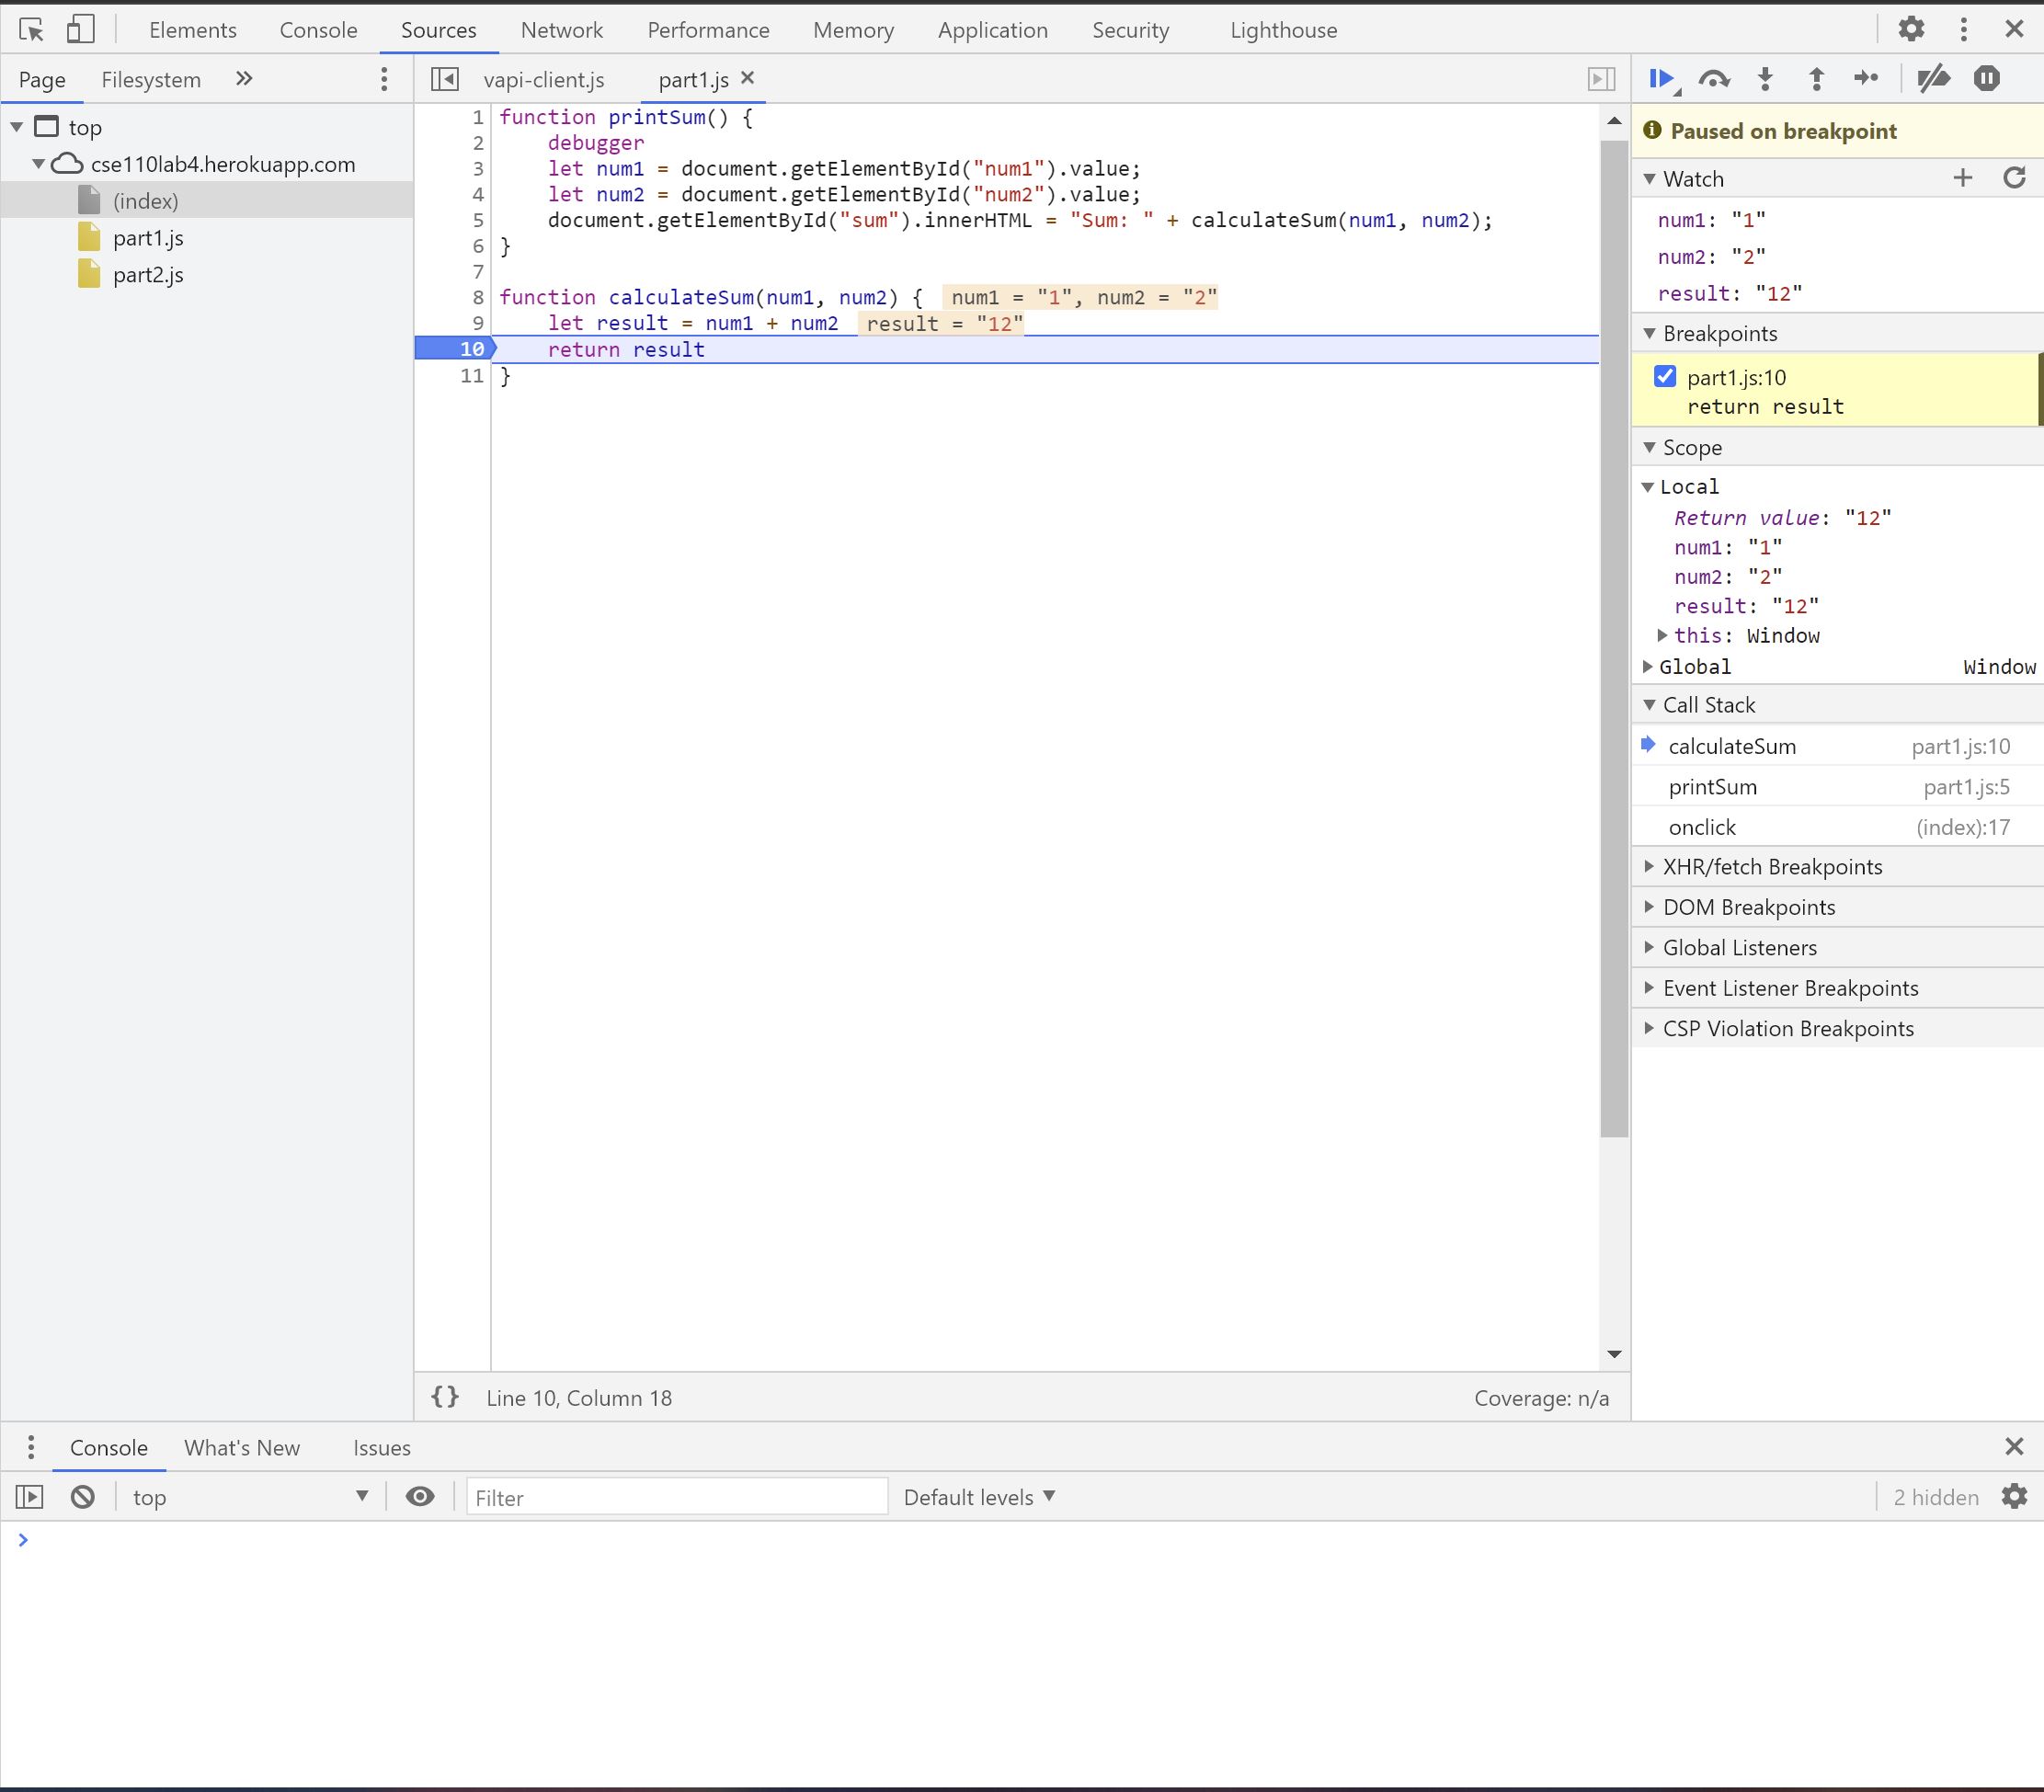 Elements Console Sources Network Performance Memory Application Security Lighthouse
Page Filesystem
top
cse110lab4.herokuapp.com
(index)
part1.js
part2.js
vapi-client.js part1.js
1 function printSum() {
2     debugger
3     let num1 = document.getElementById("num1").value;
4     let num2 = document.getElementById("num2").value;
5     document.getElementById("sum").innerHTML = "Sum: " + calculateSum(num1, num2);
6 }
7
8 function calculateSum(num1, num2) { num1 = "1", num2 = "2"
9     let result = num1 + num2 result = "12"
10     return result
11 }
{} Line 10, Column 18 Coverage: n/a
Paused on breakpoint
Watch
num1: "1"
num2: "2"
result: "12"
Breakpoints
part1.js:10
return result
Scope
Local
Return value: "12"
num1: "1"
num2: "2"
result: "12"
this: Window
Global Window
Call Stack
calculateSum part1.js:10
printSum part1.js:5
onclick (index):17
XHR/fetch Breakpoints
DOM Breakpoints
Global Listeners
Event Listener Breakpoints
CSP Violation Breakpoints
Console What's New Issues
top Filter Default levels 2 hidden